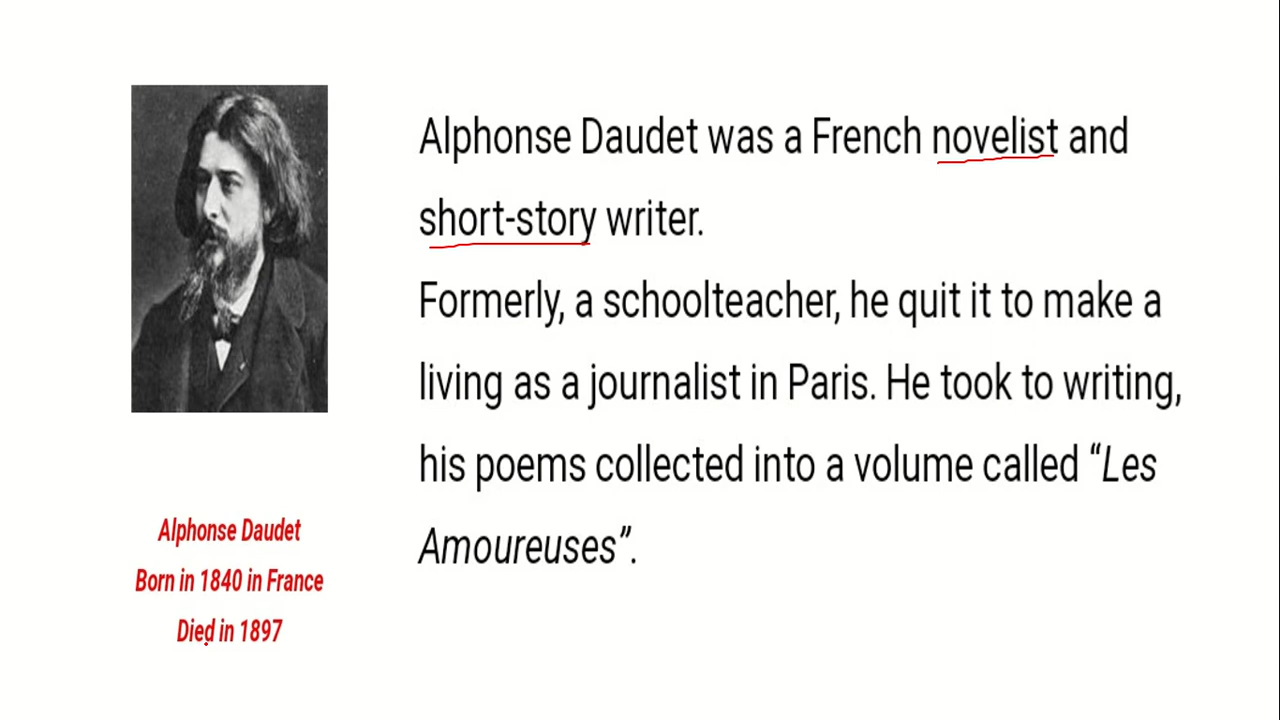 Alphonse Daudet was a French novelist and
short-story writer.
Formerly, a schoolteacher, he quit it to make a
living as a journalist in Paris. He took to writing,
his poems collected into a volume called “Les
Amoureuses”.
Alphonse Daudet
Born in 1840 in France
Died in 1897